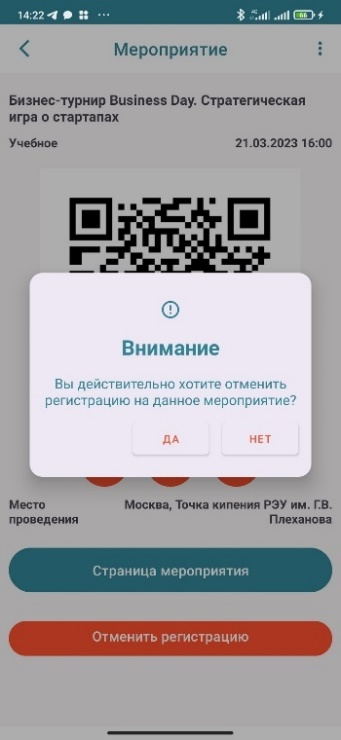 14:22
Мероприятие
Бизнес-турнир Business Day. Стратегическая
игра о стартапах
Учебное 21.03.2023 16:00
Внимание
Вы действительно хотите отменить
регистрацию на данное мероприятие?
ДА НЕТ
Место Москва, Точка кипения РЭУ им. Г.В.
проведения Плеханова
Страница мероприятия
Отменить регистрацию